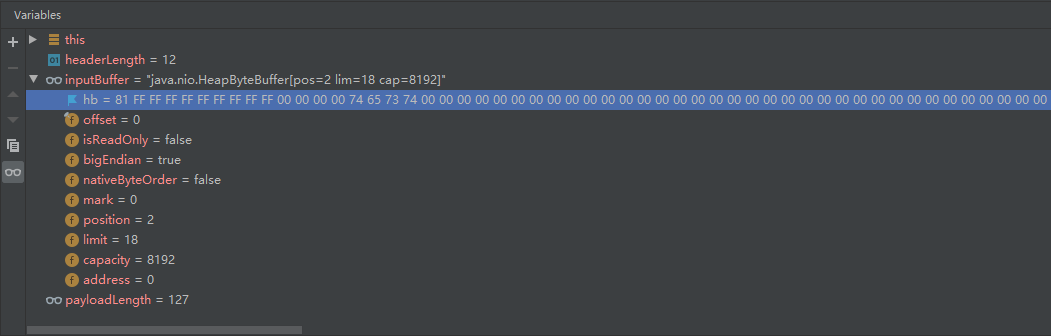 Variables
this
01 headerLength = 12
inputBuffer = "java.nio.HeapByteBuffer[pos=2 lim=18 cap=8192]"
hb = 81 FF FF FF FF FF FF FF FF FF 00 00 00 00 74 65 73 74 00 00 00 00 00 00 00 00 00 00 00 00 00 00 00 00 00 00 00 00 00 00 00 00 00 00 00 00 00 00 00 00 00 00 00
f offset = 0
f isReadOnly = false
f bigEndian = true
f nativeByteOrder = false
f mark = 0
f position = 2
f limit = 18
f capacity = 8192
f address = 0
payloadLength = 127